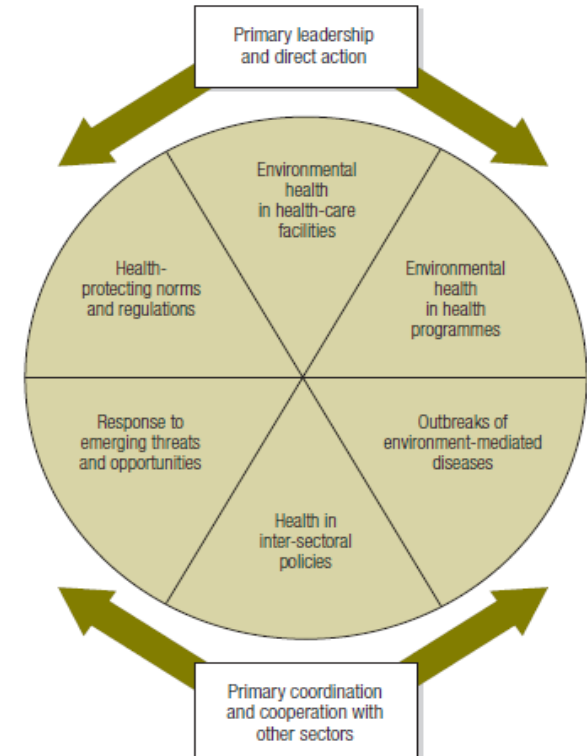 Primary leadership
and direct action
Environmental
health
in health-care
facilities
Health-
protecting norms
and regulations
Environmental
health
in health
programmes
Response to
emerging threats
and opportunities
Outbreaks of
environment-mediated
diseases
Health in
inter-sectoral
policies
Primary coordination
and cooperation with
other sectors